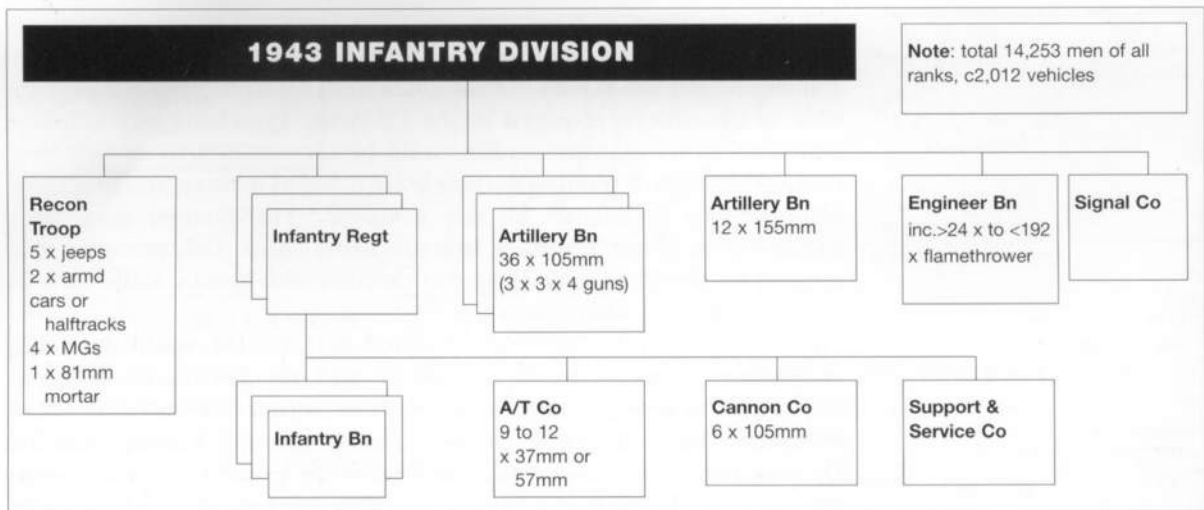 1943 INFANTRY DIVISION
Note: total 14,253 men of all
ranks, c2,012 vehicles
Recon
Troop
5 x jeeps
2 x armd
cars or
halftracks
4 x MGs
1 x 81mm
mortar
Infantry Regt
Artillery Bn
36 x 105mm
(3 x 3 x 4 guns)
Artillery Bn
12 x 155mm
Engineer Bn
inc.>24 x to <192
x flamethrower
Signal Co
Infantry Bn
A/T Co
9 to 12
x 37mm or
57mm
Cannon Co
6 x 105mm
Support &
Service Co